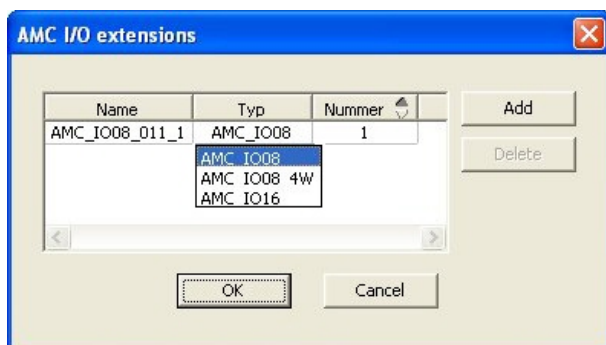 AMC I/O extensions
Name Typ Nummer
Add
AMC_IO08_011_1 AMC_IO08 1
Delete
AMC_IO08
AMC_IO08_4W
AMC_IO16
OK Cancel